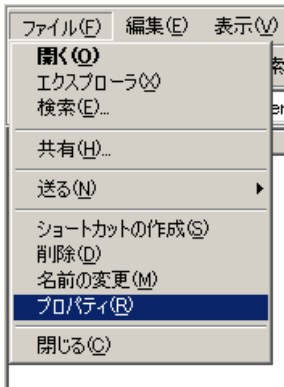 ファイル(F) 編集(E) 表示(V)
開く(O)
エクスプローラ(X)
検索(E)...
共有(H)...
送る(N)
ショートカットの作成(S)
削除(D)
名前の変更(M)
プロパティ(R)
閉じる(C)